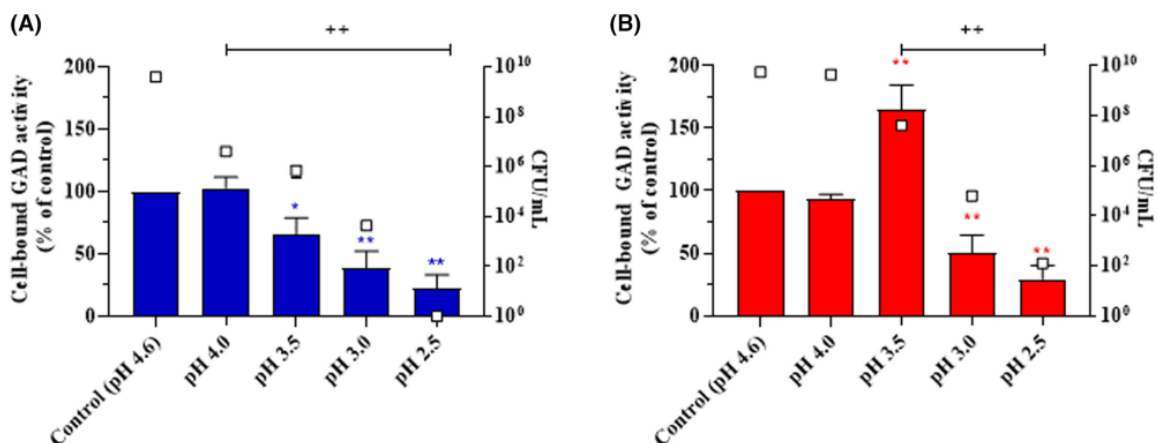 (A)
++
Cell-bound GAD activity
(% of control)
200
150
100
50
0
10^10
10^8
10^6
10^4
10^2
10^0
CFU/mL
*
**
**
Control (pH 4.6)
pH 4.0
pH 3.5
pH 3.0
pH 2.5
(B)
++
Cell-bound GAD activity
(% of control)
200
150
100
50
0
10^10
10^8
10^6
10^4
10^2
10^0
CFU/mL
**
**
**
Control (pH 4.6)
pH 4.0
pH 3.5
pH 3.0
pH 2.5